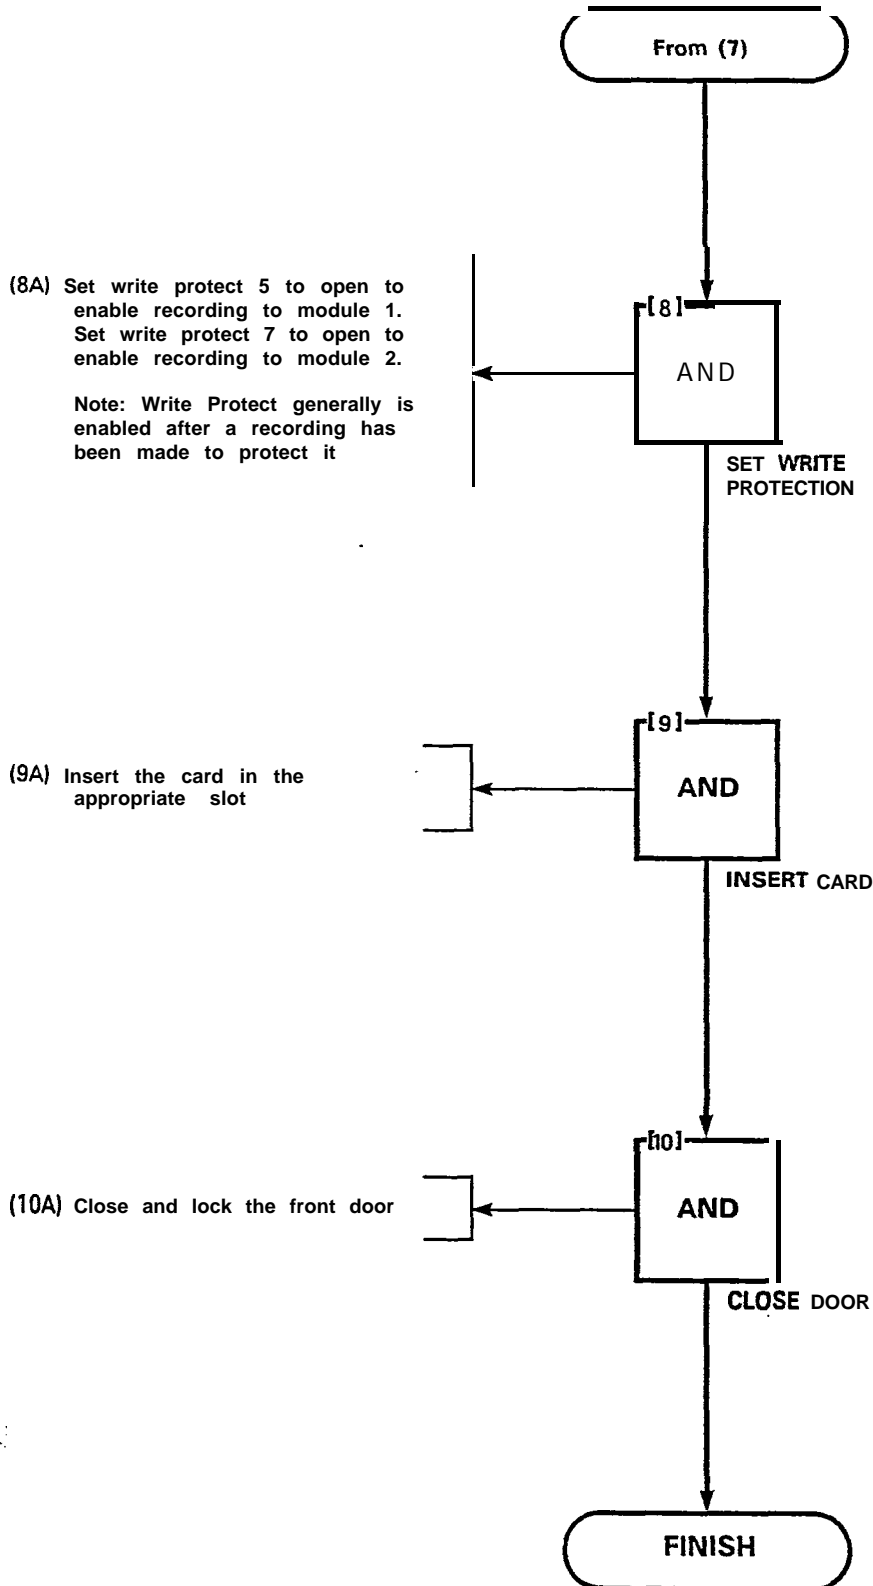 From (7)
(8A) Set write protect 5 to open to
enable recording to module 1.
Set write protect 7 to open to
enable recording to module 2.
Note: Write Protect generally is
enabled after a recording has
been made to protect it
[8]
AND
SET WRITE
PROTECTION
(9A) Insert the card in the
appropriate slot
[9]
AND
INSERT CARD
(10A) Close and lock the front door
[10]
AND
CLOSE DOOR
FINISH